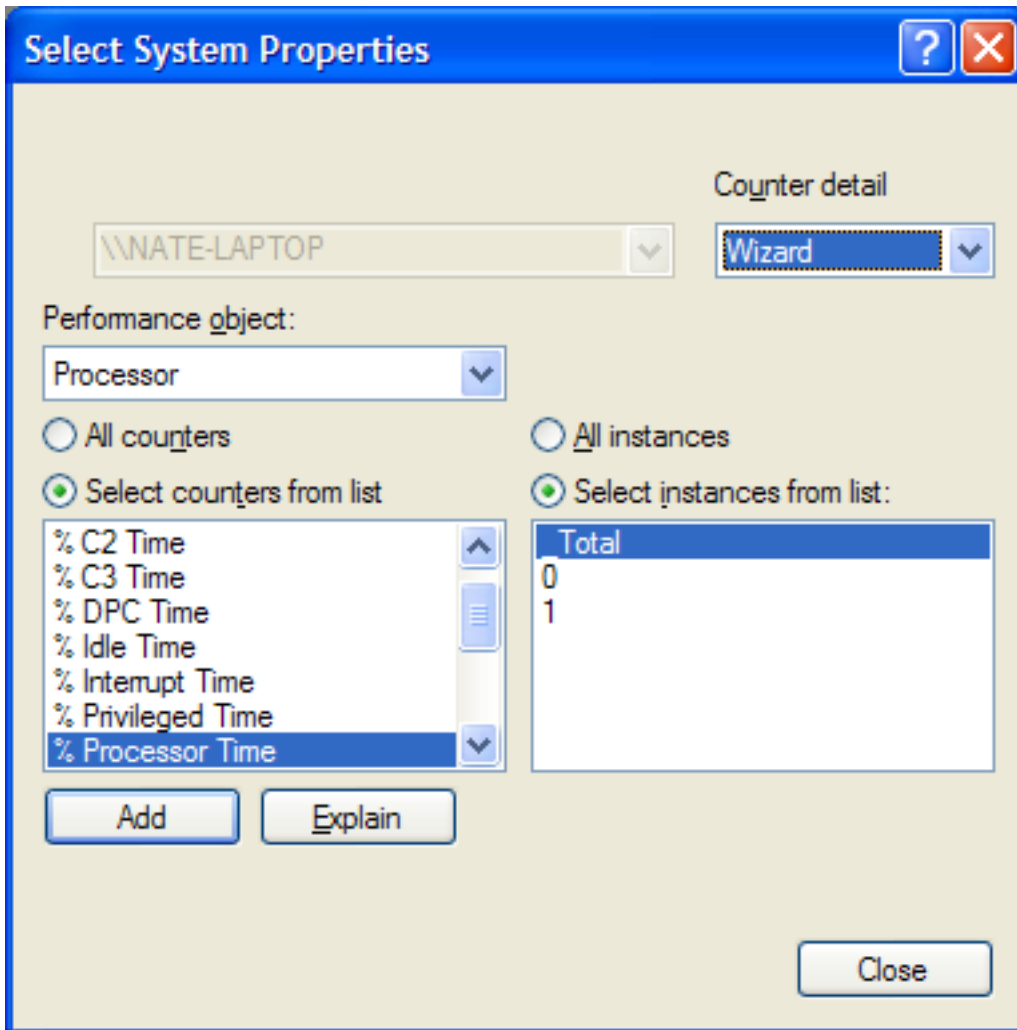 Select System Properties
Counter detail
\\NATE-LAPTOP
Wizard
Performance object:
Processor
All counters
All instances
Select counters from list
Select instances from list:
% C2 Time
% C3 Time
% DPC Time
% Idle Time
% Interrupt Time
% Privileged Time
% Processor Time
_Total
0
1
Add
Explain
Close